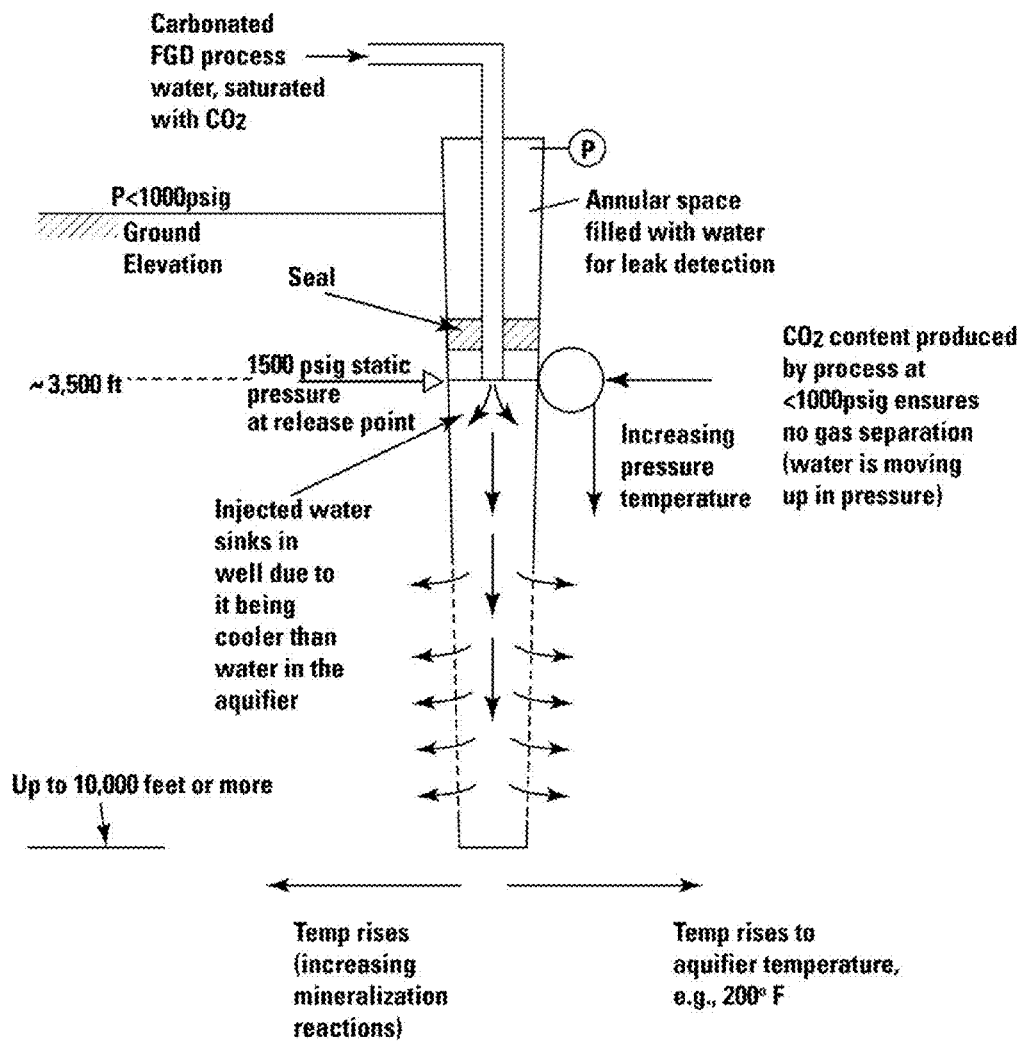 Carbonated
FGD process
water, saturated
with CO2
P
P<1000psig
Ground
Elevation
Annular space
filled with water
for leak detection
Seal
~ 3,500 ft
1500 psig static
pressure
at release point
CO2 content produced
by process at
<1000psig ensures
no gas separation
(water is moving
up in pressure)
Increasing
pressure
temperature
Injected water
sinks in
well due to
it being
cooler than
water in the
aquifier
Up to 10,000 feet or more
Temp rises
(increasing
mineralization
reactions)
Temp rises to
aquifier temperature,
e.g., 200º F